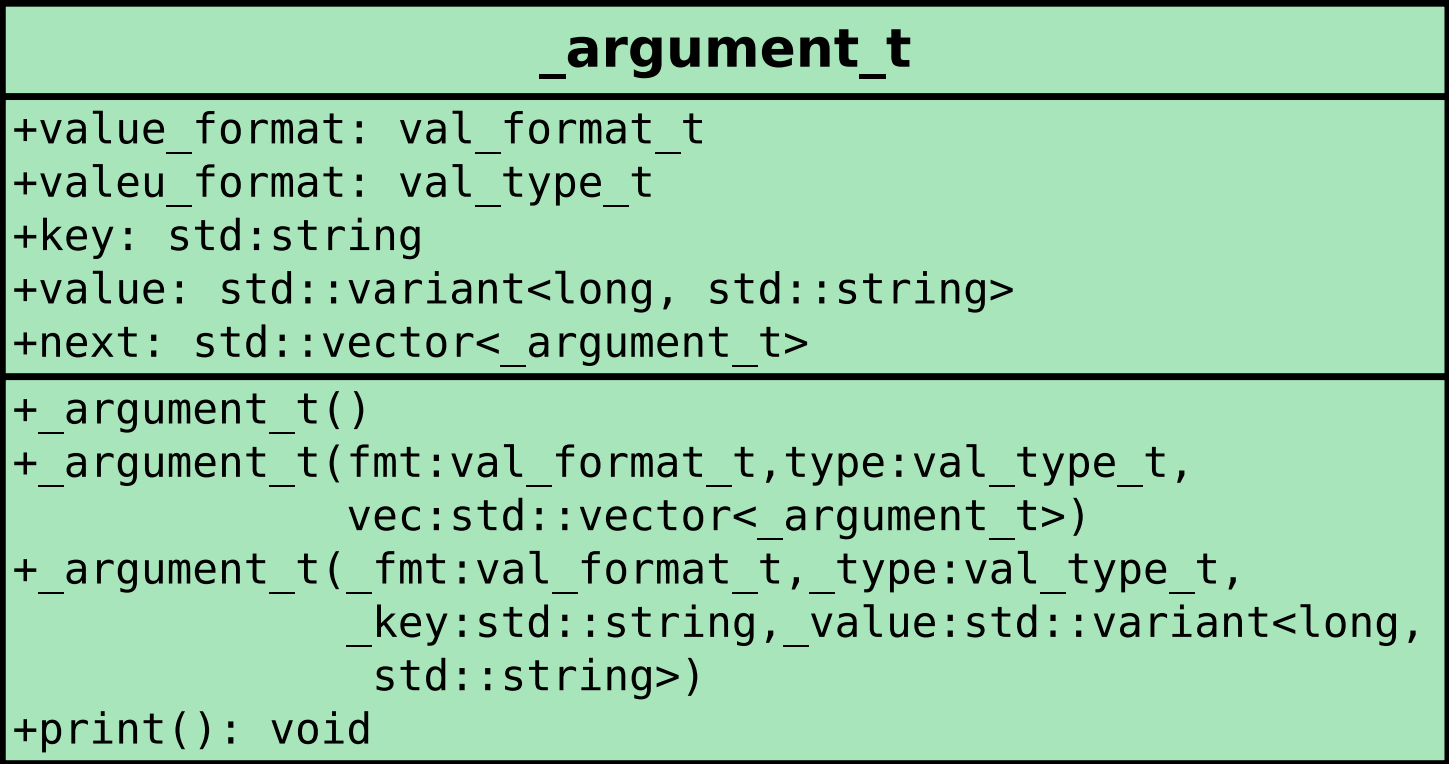 _argument_t
+value_format: val_format_t
+valeu_format: val_type_t
+key: std:string
+value: std::variant<long, std::string>
+next: std::vector<_argument_t>
+_argument_t()
+_argument_t(fmt:val_format_t,type:val_type_t,
vec:std::vector<_argument_t>)
+_argument_t(_fmt:val_format_t,_type:val_type_t,
_key:std::string,_value:std::variant<long,
std::string>)
+print(): void